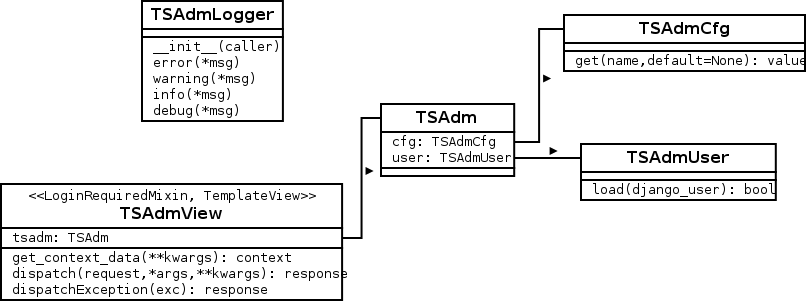 TSAdmLogger
__init__(caller)
error(*msg)
warning(*msg)
info(*msg)
debug(*msg)
TSAdmCfg
get(name,default=None): value
TSAdm
cfg: TSAdmCfg
user: TSAdmUser
TSAdmUser
load(django_user): bool
<<LoginRequiredMixin, TemplateView>>
TSAdmView
tsadm: TSAdm
get_context_data(**kwargs): context
dispatch(request,*args,**kwargs): response
dispatchException(exc): response